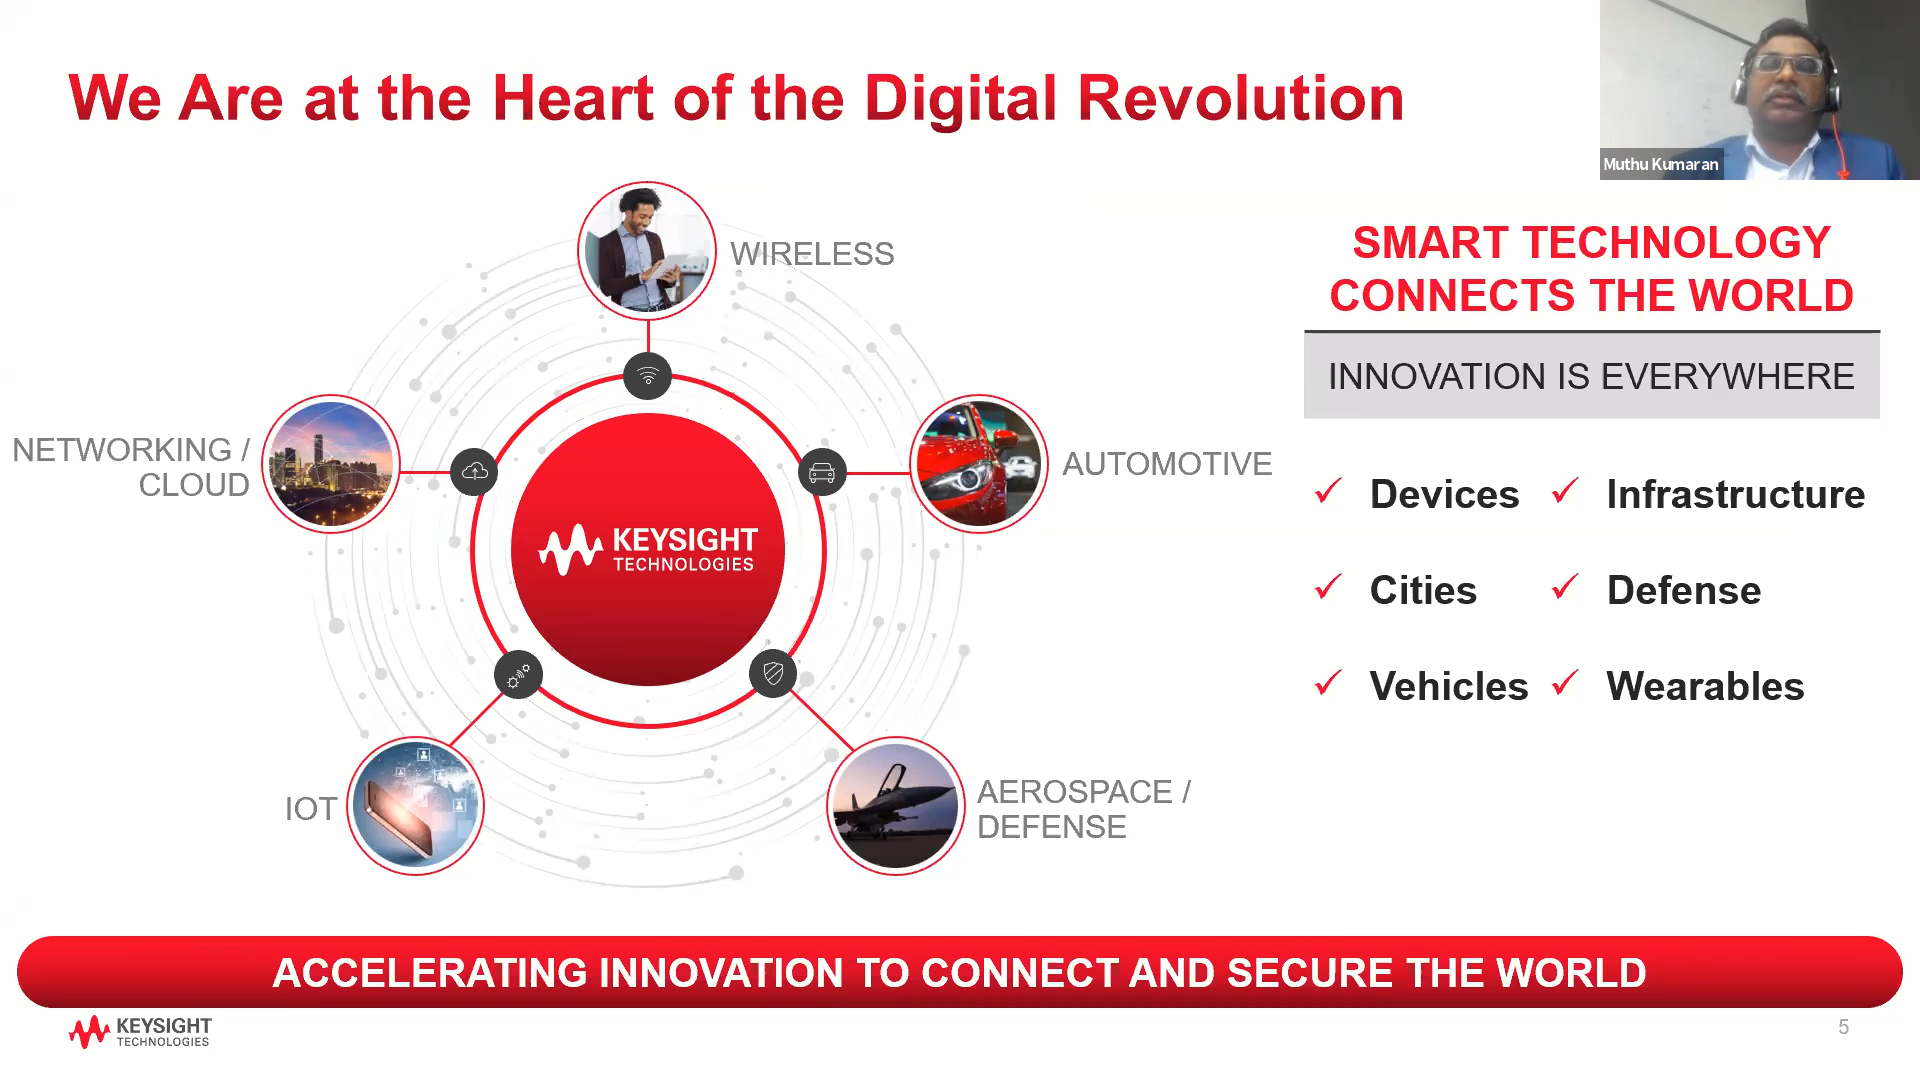 We Are at the Heart of the Digital Revolution
Muthu Kumaran
WIRELESS
NETWORKING /
CLOUD
AUTOMOTIVE
KEYSIGHT
TECHNOLOGIES
IOT
AEROSPACE /
DEFENSE
SMART TECHNOLOGY
CONNECTS THE WORLD
INNOVATION IS EVERYWHERE
✓ Devices ✓ Infrastructure
✓ Cities ✓ Defense
✓ Vehicles ✓ Wearables
ACCELERATING INNOVATION TO CONNECT AND SECURE THE WORLD
KEYSIGHT
TECHNOLOGIES
5